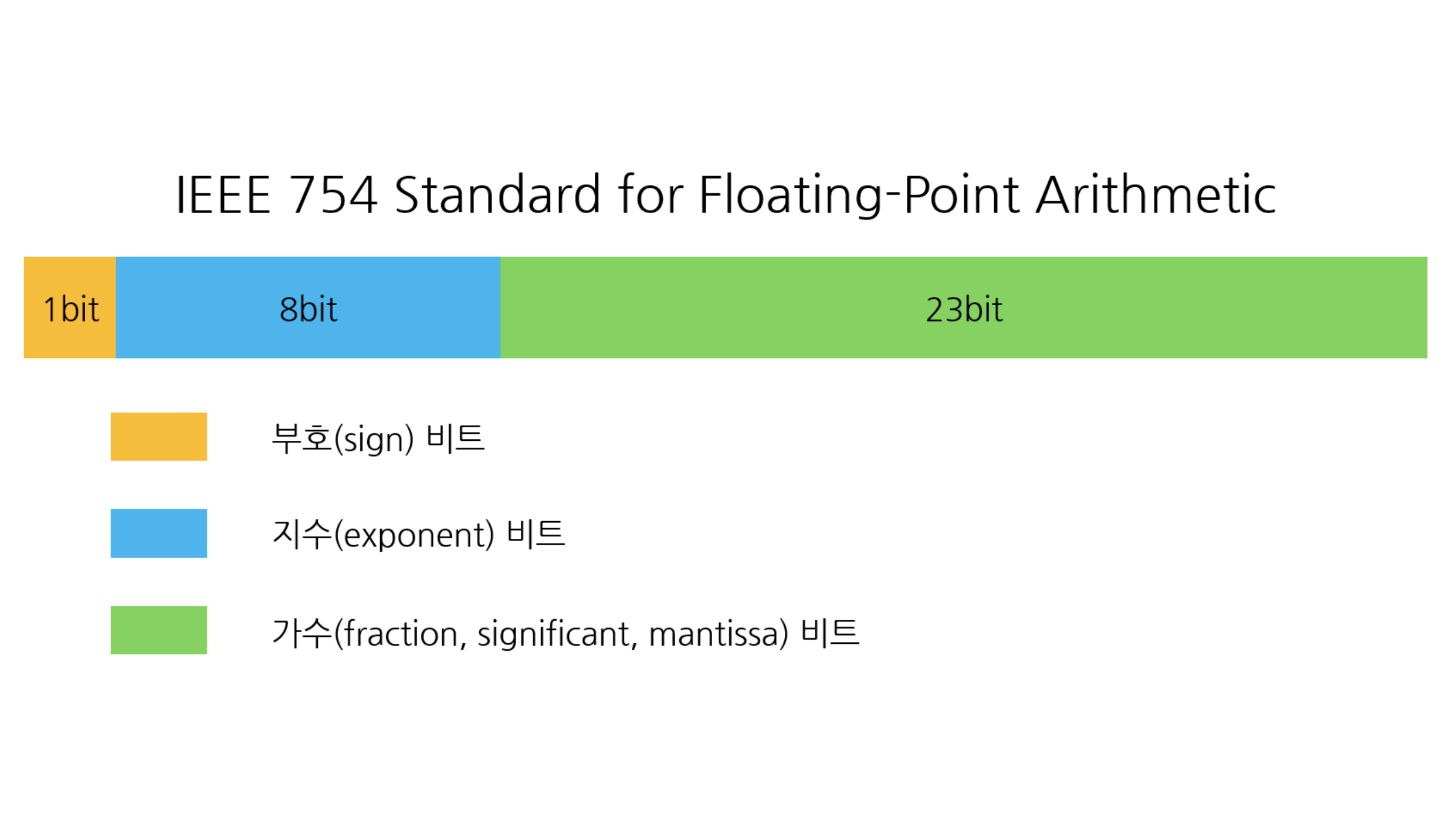 IEEE 754 Standard for Floating-Point Arithmetic
1bit 8bit 23bit
부호(sign) 비트
지수(exponent) 비트
가수(fraction, significant, mantissa) 비트